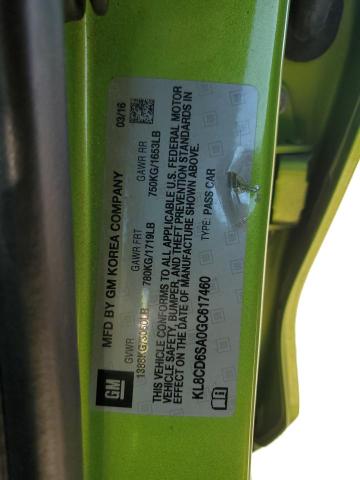 GM
MFD BY GM KOREA COMPANY 03/16
GVWR GAWR FRT GAWR RR
1388KG/3060LB 780KG/1719LB 750KG/1653LB
THIS VEHICLE CONFORMS TO ALL APPLICABLE U.S. FEDERAL MOTOR
VEHICLE SAFETY, BUMPER, AND THEFT PREVENTION STANDARDS IN
EFFECT ON THE DATE OF MANUFACTURE SHOWN ABOVE.
KL8CD6SA0GC617460 TYPE: PASS CAR